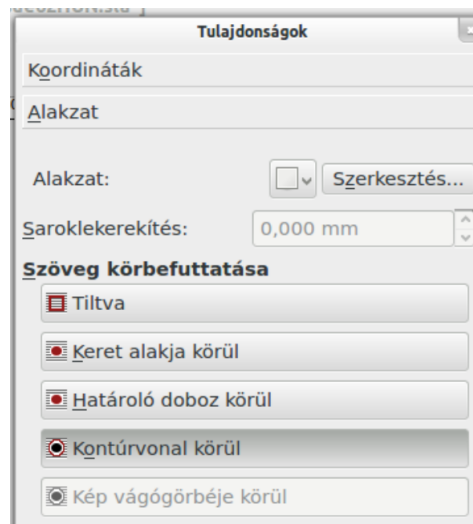 Tulajdonságok
Koordináták
Alakzat
Alakzat:
Szerkesztés...
Saroklekerekítés:
0,000 mm
Szöveg körbefuttatása
Tiltva
Keret alakja körül
Határoló doboz körül
Kontúrvonal körül
Kép vágógörbéje körül